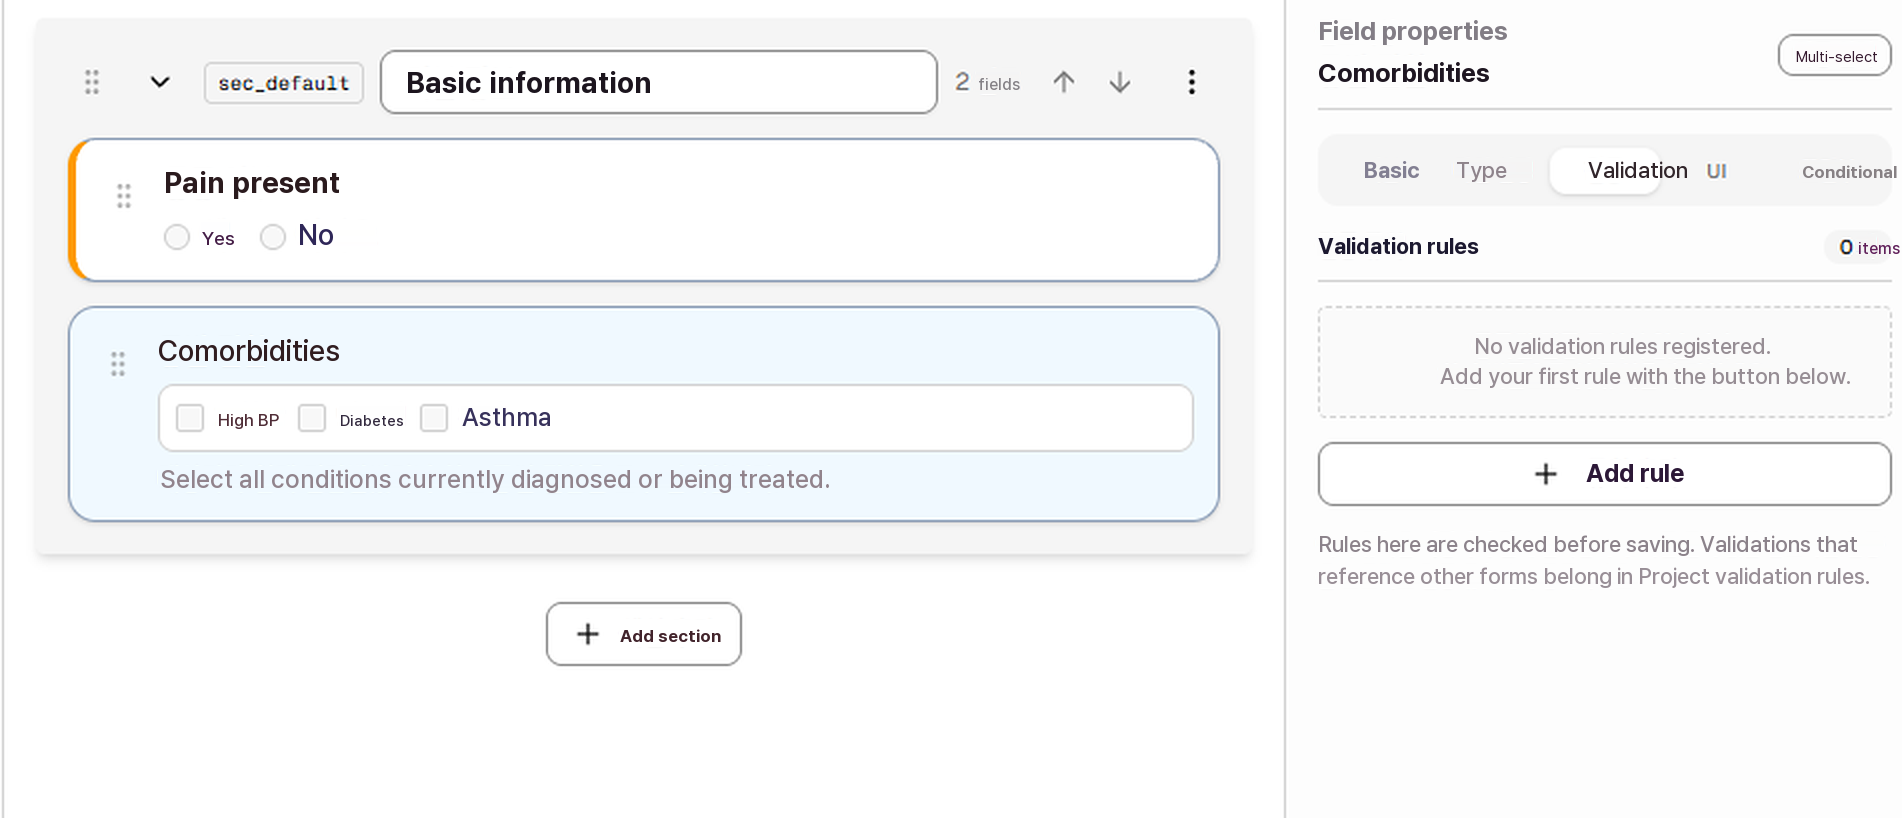 sec_default
Basic information
2 fields
Pain present
Yes No
Comorbidities
High BP Diabetes Asthma
Select all conditions currently diagnosed or being treated.
Add section
Field properties
Comorbidities
Multi-select
Basic Type Validation UI Conditional
Validation rules
0 items
No validation rules registered.
Add your first rule with the button below.
Add rule
Rules here are checked before saving. Validations that
reference other forms belong in Project validation rules.